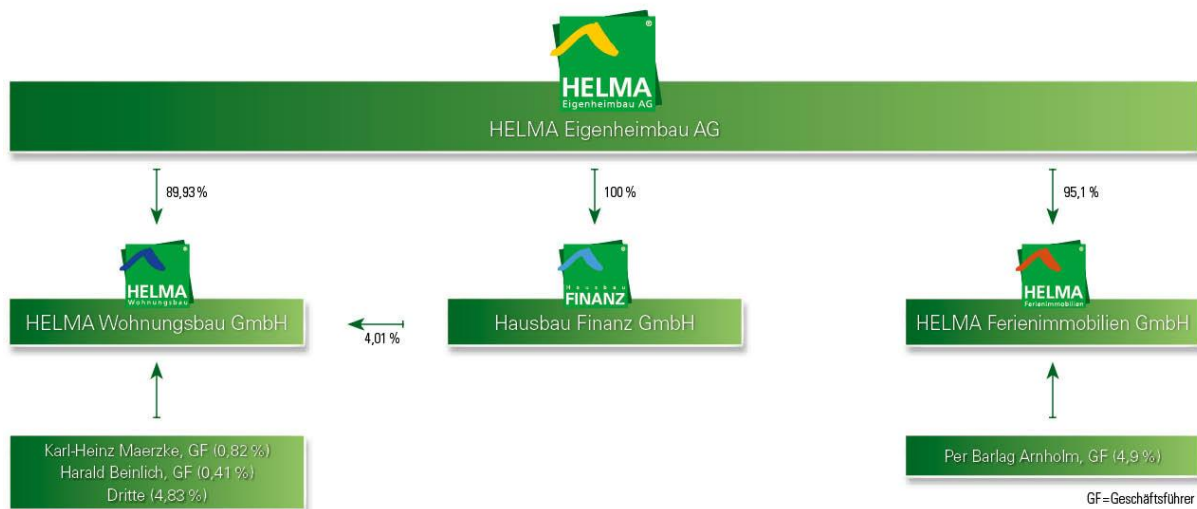 ®
HELMA
Eigenheimbau AG
HELMA Eigenheimbau AG
89,93 %
100 %
95,1 %
®
HELMA
Wohnungsbau
®
Hausbau
FINANZ
®
HELMA
Ferienimmobilien
HELMA Wohnungsbau GmbH
4,01 %
Hausbau Finanz GmbH
HELMA Ferienimmobilien GmbH
Karl-Heinz Maerzke, GF (0,82 %)
Harald Beinlich, GF (0,41 %)
Dritte (4,83 %)
Per Barlag Arnholm, GF (4,9 %)
GF=Geschäftsführer